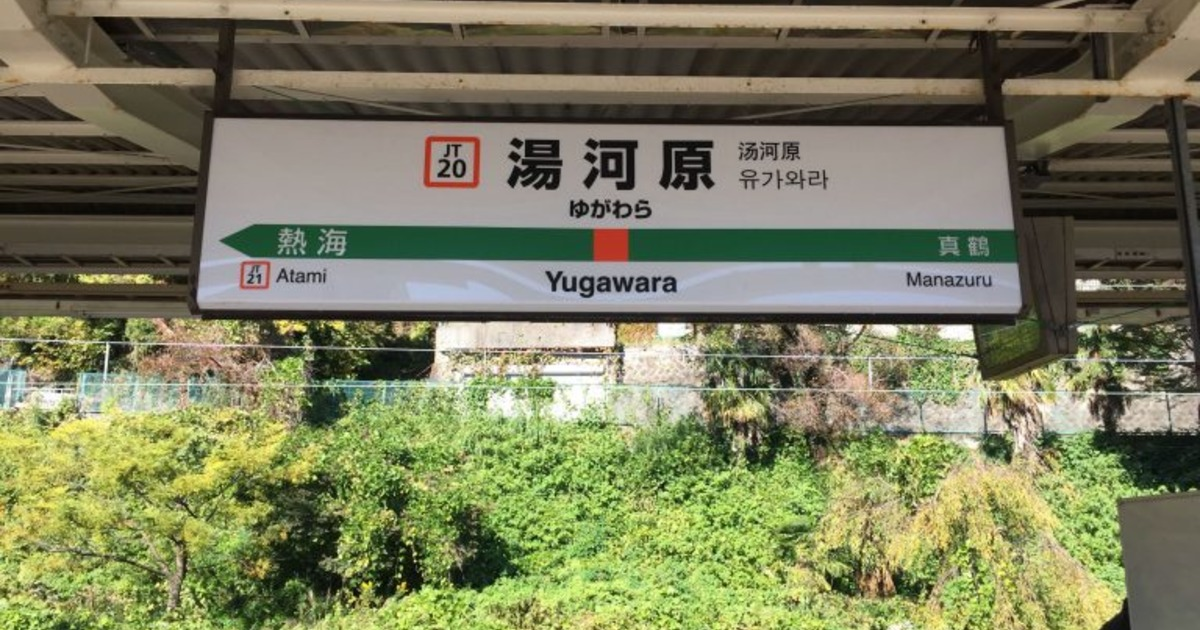 JT
20
湯河原
汤河原
유가와라
ゆがわら
熱海
真鶴
JT
21
Atami
Yugawara
Manazuru